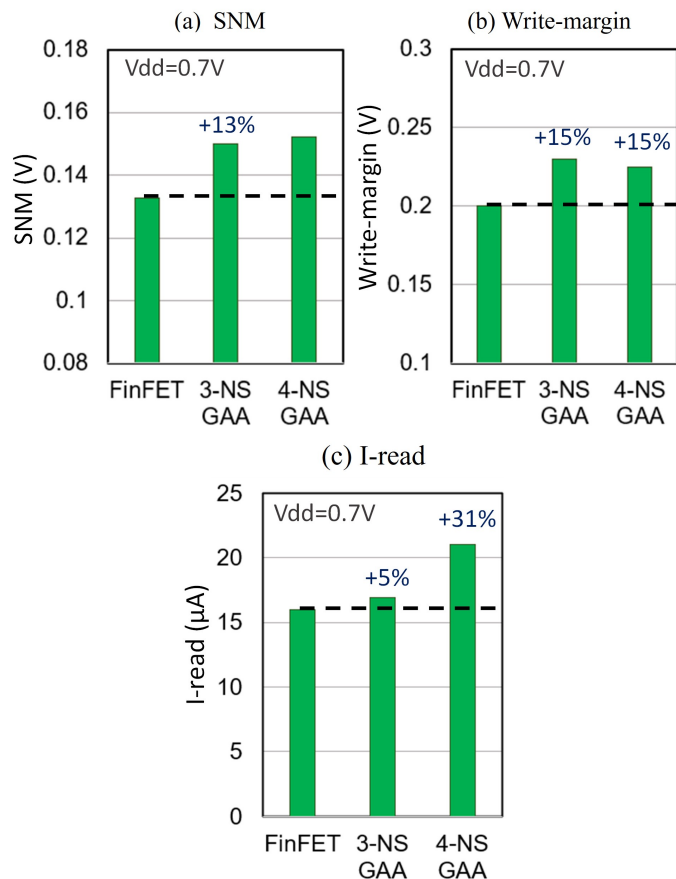 (a) SNM
Vdd=0.7V
SNM (V)
0.18
0.16
0.14
0.12
0.1
0.08
+13%
FinFET
3-NS
GAA
4-NS
GAA
(b) Write-margin
Vdd=0.7V
Write-margin (V)
0.3
0.25
0.2
0.15
0.1
+15%
+15%
FinFET
3-NS
GAA
4-NS
GAA
(c) I-read
Vdd=0.7V
I-read (µA)
25
20
15
10
5
0
+5%
+31%
FinFET
3-NS
GAA
4-NS
GAA